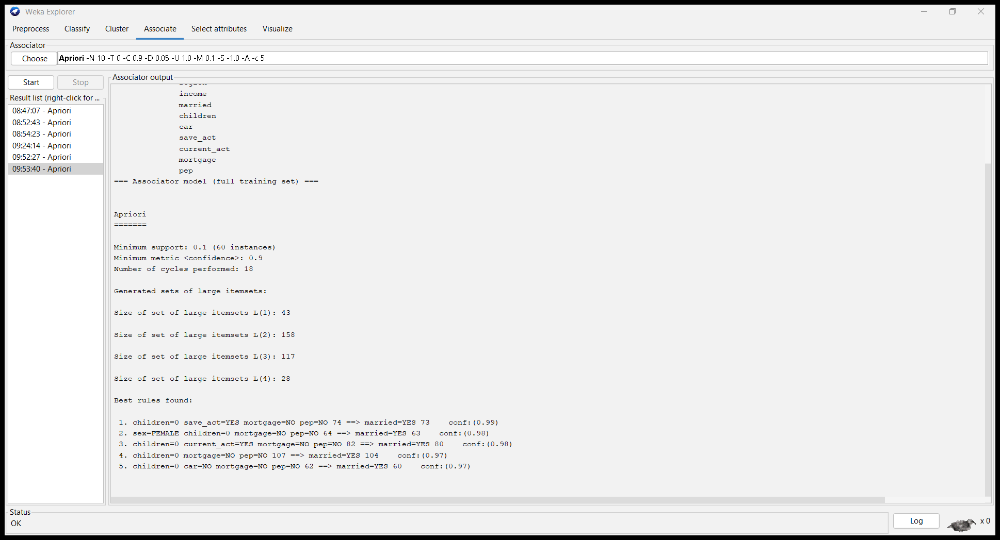 Weka Explorer
Preprocess Classify Cluster Associate Select attributes Visualize
Associator
Choose Apriori -N 10 -T 0 -C 0.9 -D 0.05 -U 1.0 -M 0.1 -S -1.0 -A -c 5
Start Stop
Result list (right-click for ...
08:47:07 - Apriori
08:52:43 - Apriori
08:54:23 - Apriori
09:24:14 - Apriori
09:52:27 - Apriori
09:53:40 - Apriori
Associator output
income
married
children
car
save_act
current_act
mortgage
pep
=== Associator model (full training set) ===
Apriori
=======
Minimum support: 0.1 (60 instances)
Minimum metric <confidence>: 0.9
Number of cycles performed: 18
Generated sets of large itemsets:
Size of set of large itemsets L(1): 43
Size of set of large itemsets L(2): 158
Size of set of large itemsets L(3): 117
Size of set of large itemsets L(4): 28
Best rules found:
1. children=0 save_act=YES mortgage=NO pep=NO 74 ==> married=YES 73 conf:(0.99)
2. sex=FEMALE children=0 mortgage=NO pep=NO 64 ==> married=YES 63 conf:(0.98)
3. children=0 current_act=YES mortgage=NO pep=NO 82 ==> married=YES 80 conf:(0.98)
4. children=0 mortgage=NO pep=NO 107 ==> married=YES 104 conf:(0.97)
5. children=0 car=NO mortgage=NO pep=NO 62 ==> married=YES 60 conf:(0.97)
Status
OK
Log
x 0